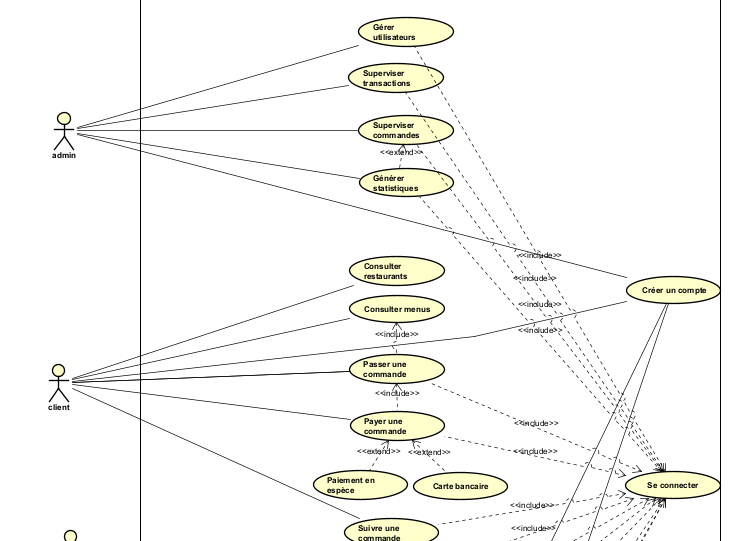 Gérer
utilisateurs
Superviser
transactions
admin
Superviser
commandes
<<extend>>
Générer
statistiques
<<include>>
<<include>>
<<include>>
<<include>>
Créer un compte
Consulter
restaurants
Consulter menus
<<include>>
client
Passer une
commande
<<include>>
Payer une
commande
<<include>>
<<include>>
<<extend>>
<<extend>>
Paiement en
espèce
Carte bancaire
Se connecter
<<include>>
Suivre une
commande
<<include>>